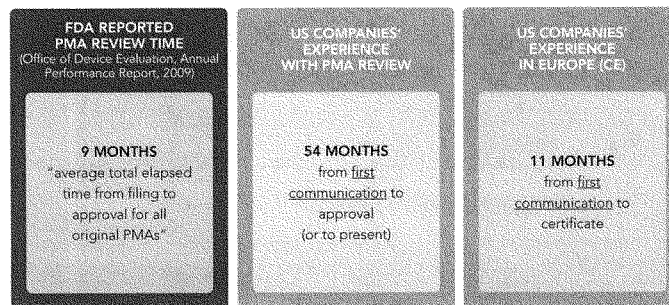 FDA REPORTED
PMA REVIEW TIME
(Office of Device Evaluation, Annual
Performance Report, 2009)
9 MONTHS
"average total elapsed
time from filing to
approval for all
original PMAs"
US COMPANIES'
EXPERIENCE
WITH PMA REVIEW
54 MONTHS
from first
communication to
approval
(or to present)
US COMPANIES'
EXPERIENCE
IN EUROPE (CE)
11 MONTHS
from first
communication to
certificate